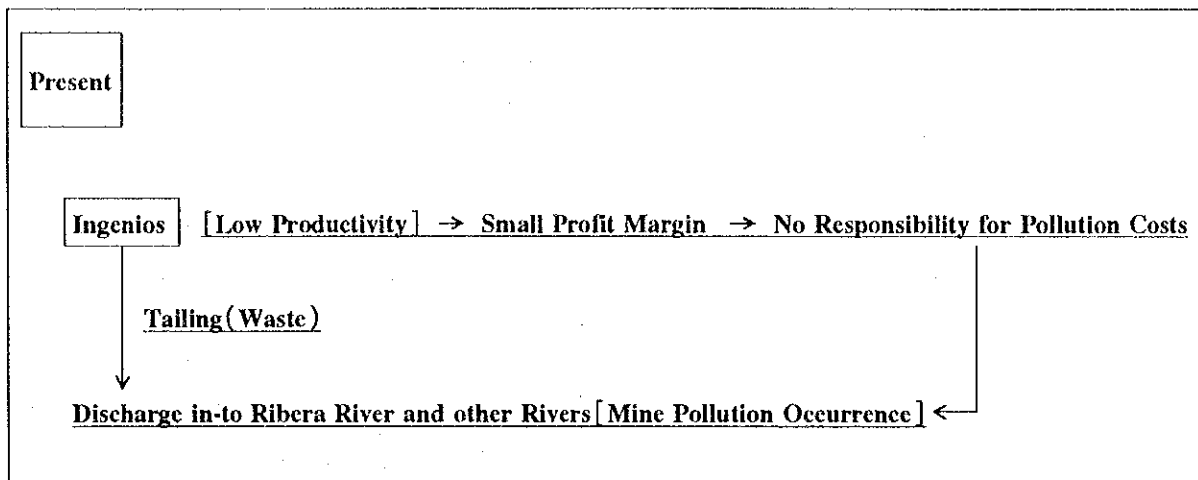 Present
Ingenios [Low Productivity] → Small Profit Margin → No Responsibility for Pollution Costs
Tailing(Waste)
Discharge in-to Ribera River and other Rivers[Mine Pollution Occurrence]